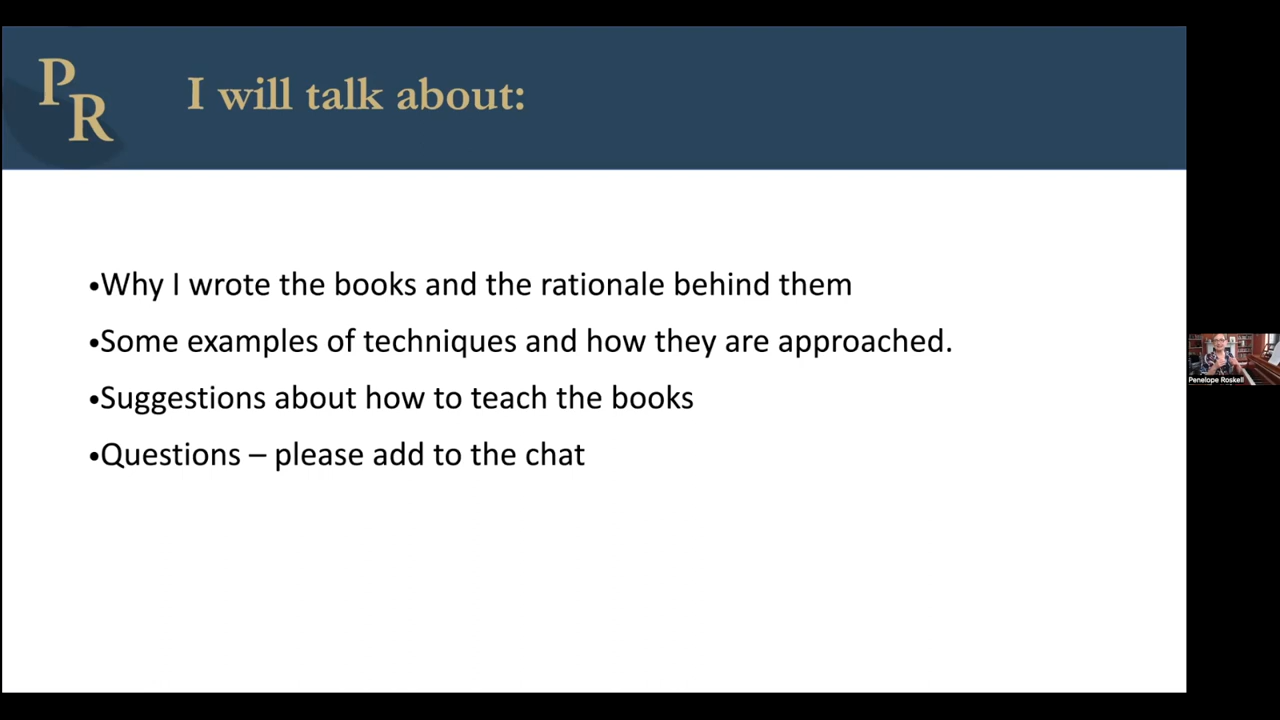 P
R
I will talk about:
•Why I wrote the books and the rationale behind them
•Some examples of techniques and how they are approached.
•Suggestions about how to teach the books
•Questions – please add to the chat
Penelope Roskell